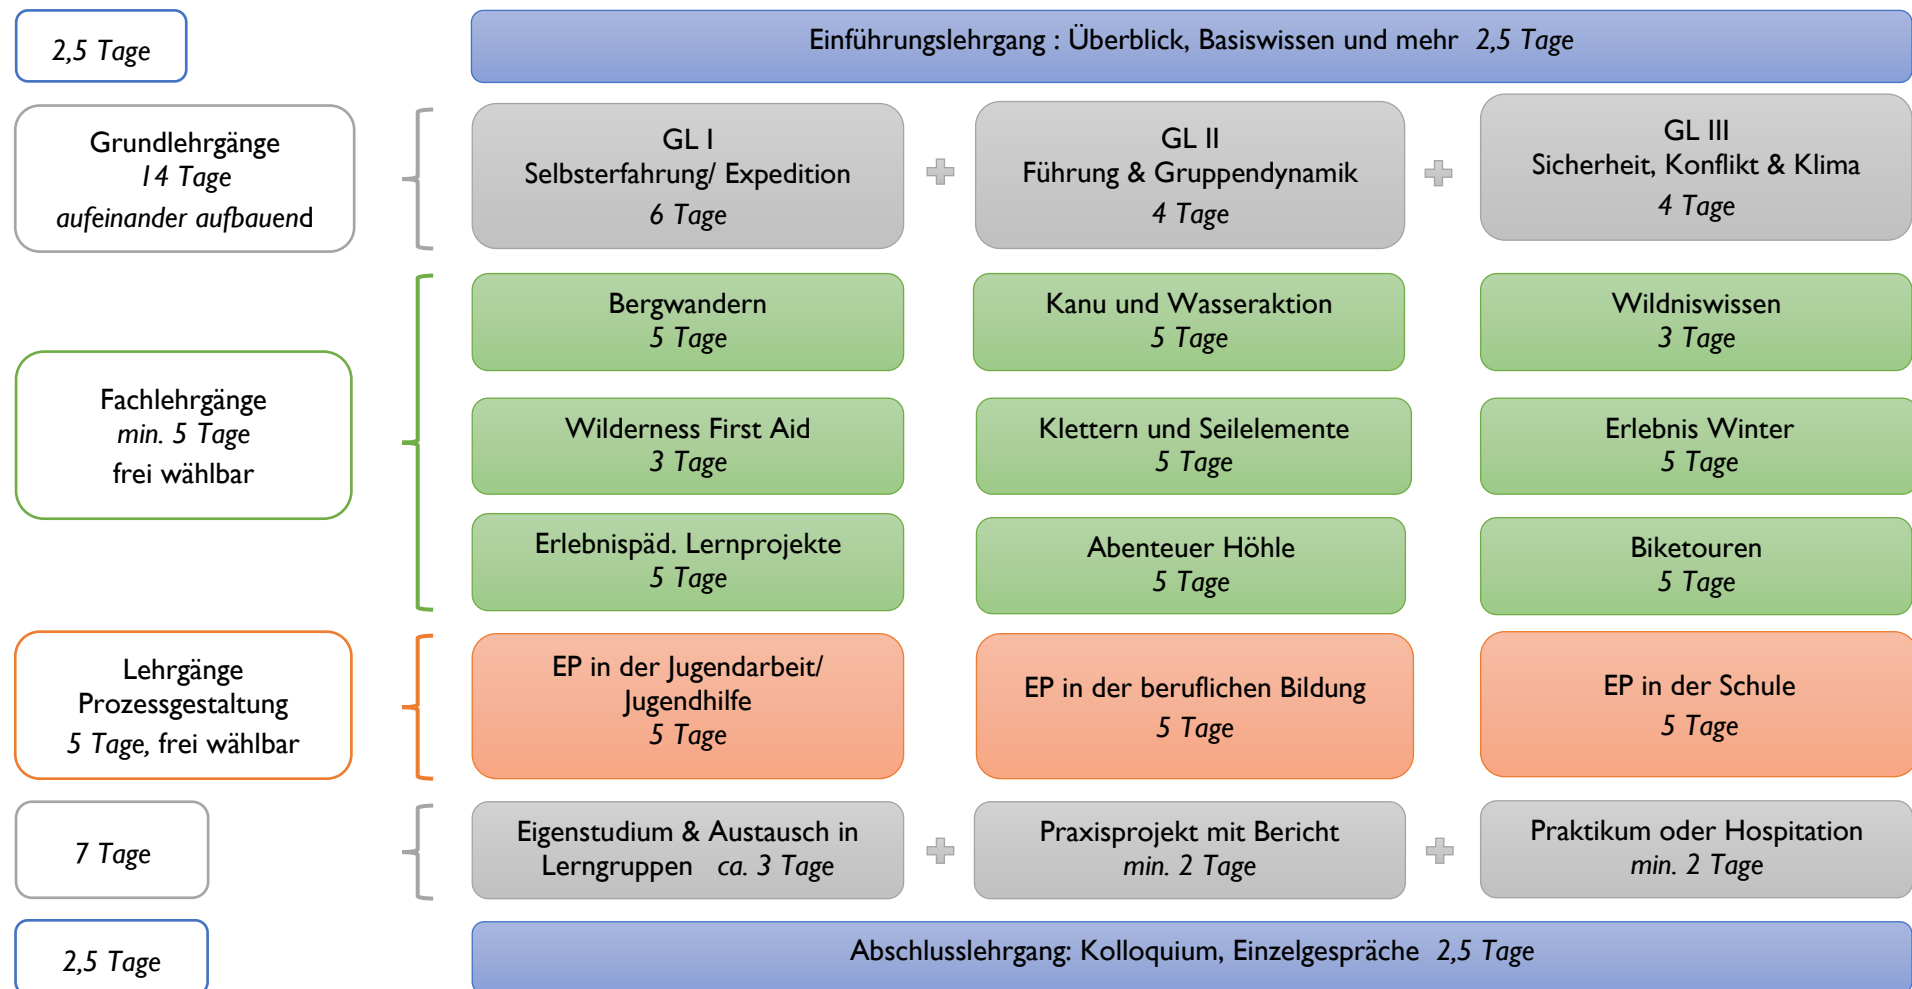 2,5 Tage
Einführungslehrgang : Überblick, Basiswissen und mehr 2,5 Tage
Grundlehrgänge
14 Tage
aufeinander aufbauend
GL I
Selbsterfahrung/ Expedition
6 Tage
GL II
Führung & Gruppendynamik
4 Tage
GL III
Sicherheit, Konflikt & Klima
4 Tage
Fachlehrgänge
min. 5 Tage
frei wählbar
Bergwandern
5 Tage
Kanu und Wasseraktion
5 Tage
Wildniswissen
3 Tage
Wilderness First Aid
3 Tage
Klettern und Seilelemente
5 Tage
Erlebnis Winter
5 Tage
Erlebnispäd. Lernprojekte
5 Tage
Abenteuer Höhle
5 Tage
Biketouren
5 Tage
Lehrgänge
Prozessgestaltung
5 Tage, frei wählbar
EP in der Jugendarbeit/
Jugendhilfe
5 Tage
EP in der beruflichen Bildung
5 Tage
EP in der Schule
5 Tage
7 Tage
Eigenstudium & Austausch in
Lerngruppen ca. 3 Tage
Praxisprojekt mit Bericht
min. 2 Tage
Praktikum oder Hospitation
min. 2 Tage
2,5 Tage
Abschlusslehrgang: Kolloquium, Einzelgespräche 2,5 Tage